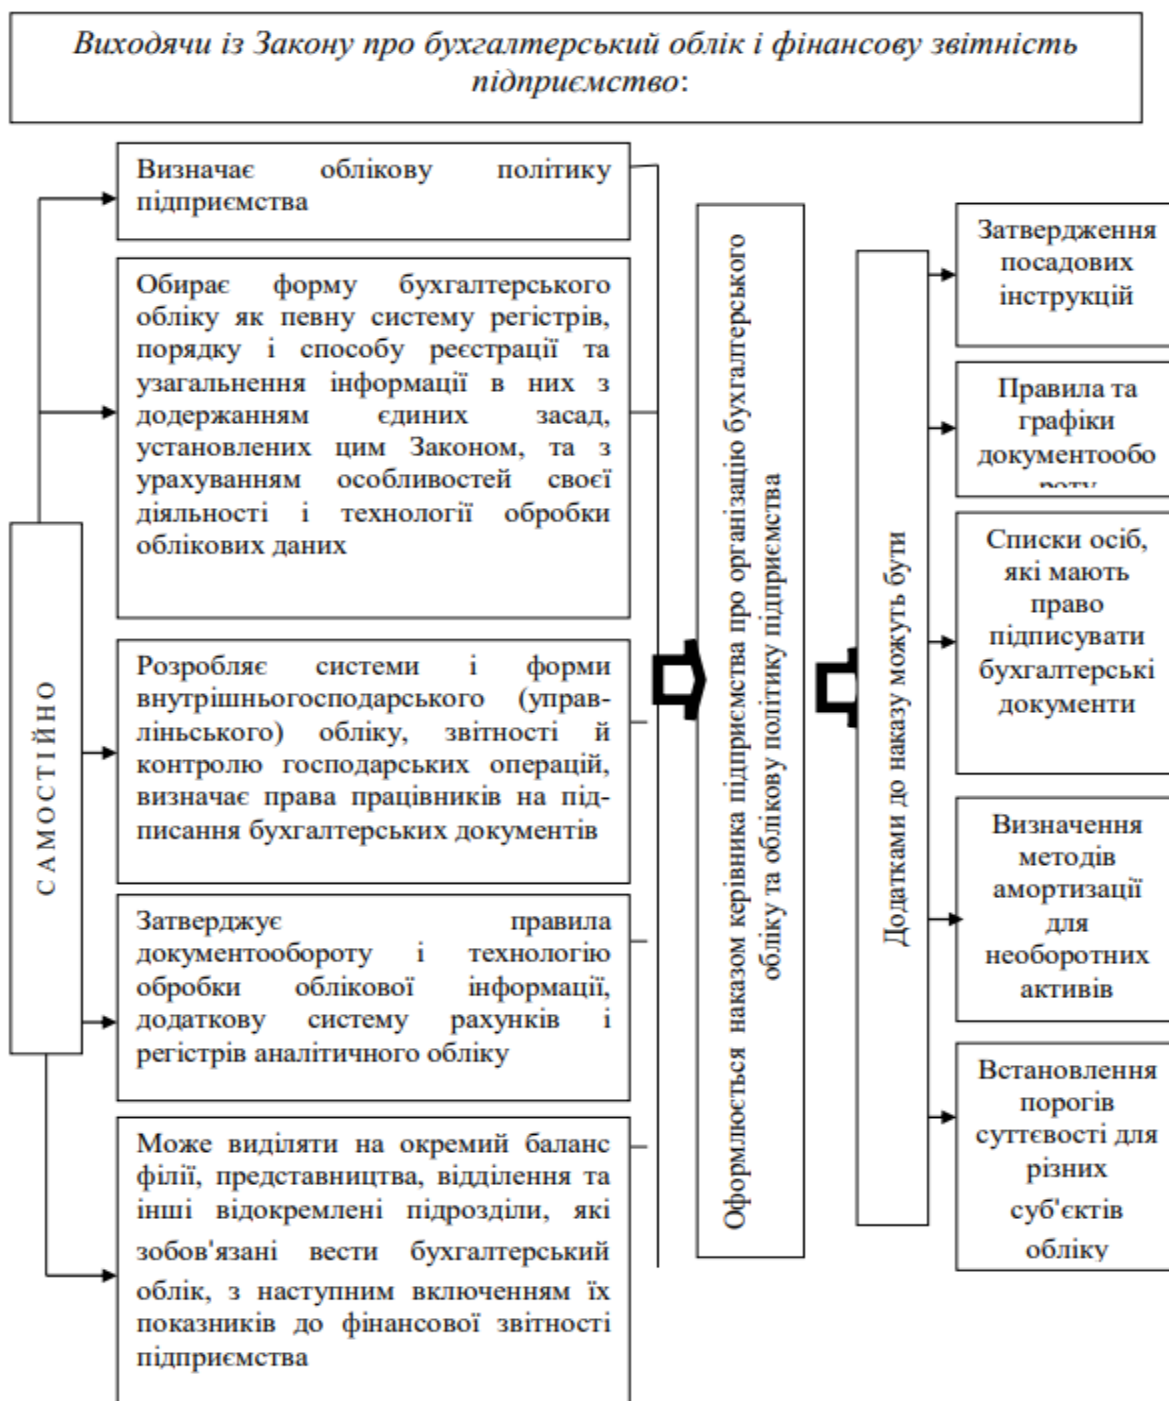 Виходячи із Закону про бухгалтерський облік і фінансову звітність
підприємство:
САМОСТІЙНО
Визначає облікову політику
підприємства
Обирає форму бухгалтерського
обліку як певну систему регістрів,
порядку і способу реєстрації та
узагальнення інформації в них з
додержанням єдиних засад,
установлених цим Законом, та з
урахуванням особливостей своєї
діяльності і технології обробки
облікових даних
Розробляє системи і форми
внутрішньогосподарського (управ-
ліньського) обліку, звітності й
контролю господарських операцій,
визначає права працівників на під-
писання бухгалтерських документів
Затверджує правила
документообороту і технологію
обробки облікової інформації,
додаткову систему рахунків і
регістрів аналітичного обліку
Може виділяти на окремий баланс
філії, представництва, відділення та
інші відокремлені підрозділи, які
зобов'язані вести бухгалтерський
облік, з наступним включенням їх
показників до фінансової звітності
підприємства
Оформлюється наказом керівника підприємства про організацію бухгалтерського
обліку та облікову політику підприємства
Додатками до наказу можуть бути
Затвердження
посадових
інструкцій
Правила та
графіки
документообо
роту
Списки осіб,
які мають
право
підписувати
бухгалтерські
документи
Визначення
методів
амортизації
для
необоротних
активів
Встановлення
порогів
суттєвості для
різних
суб'єктів
обліку